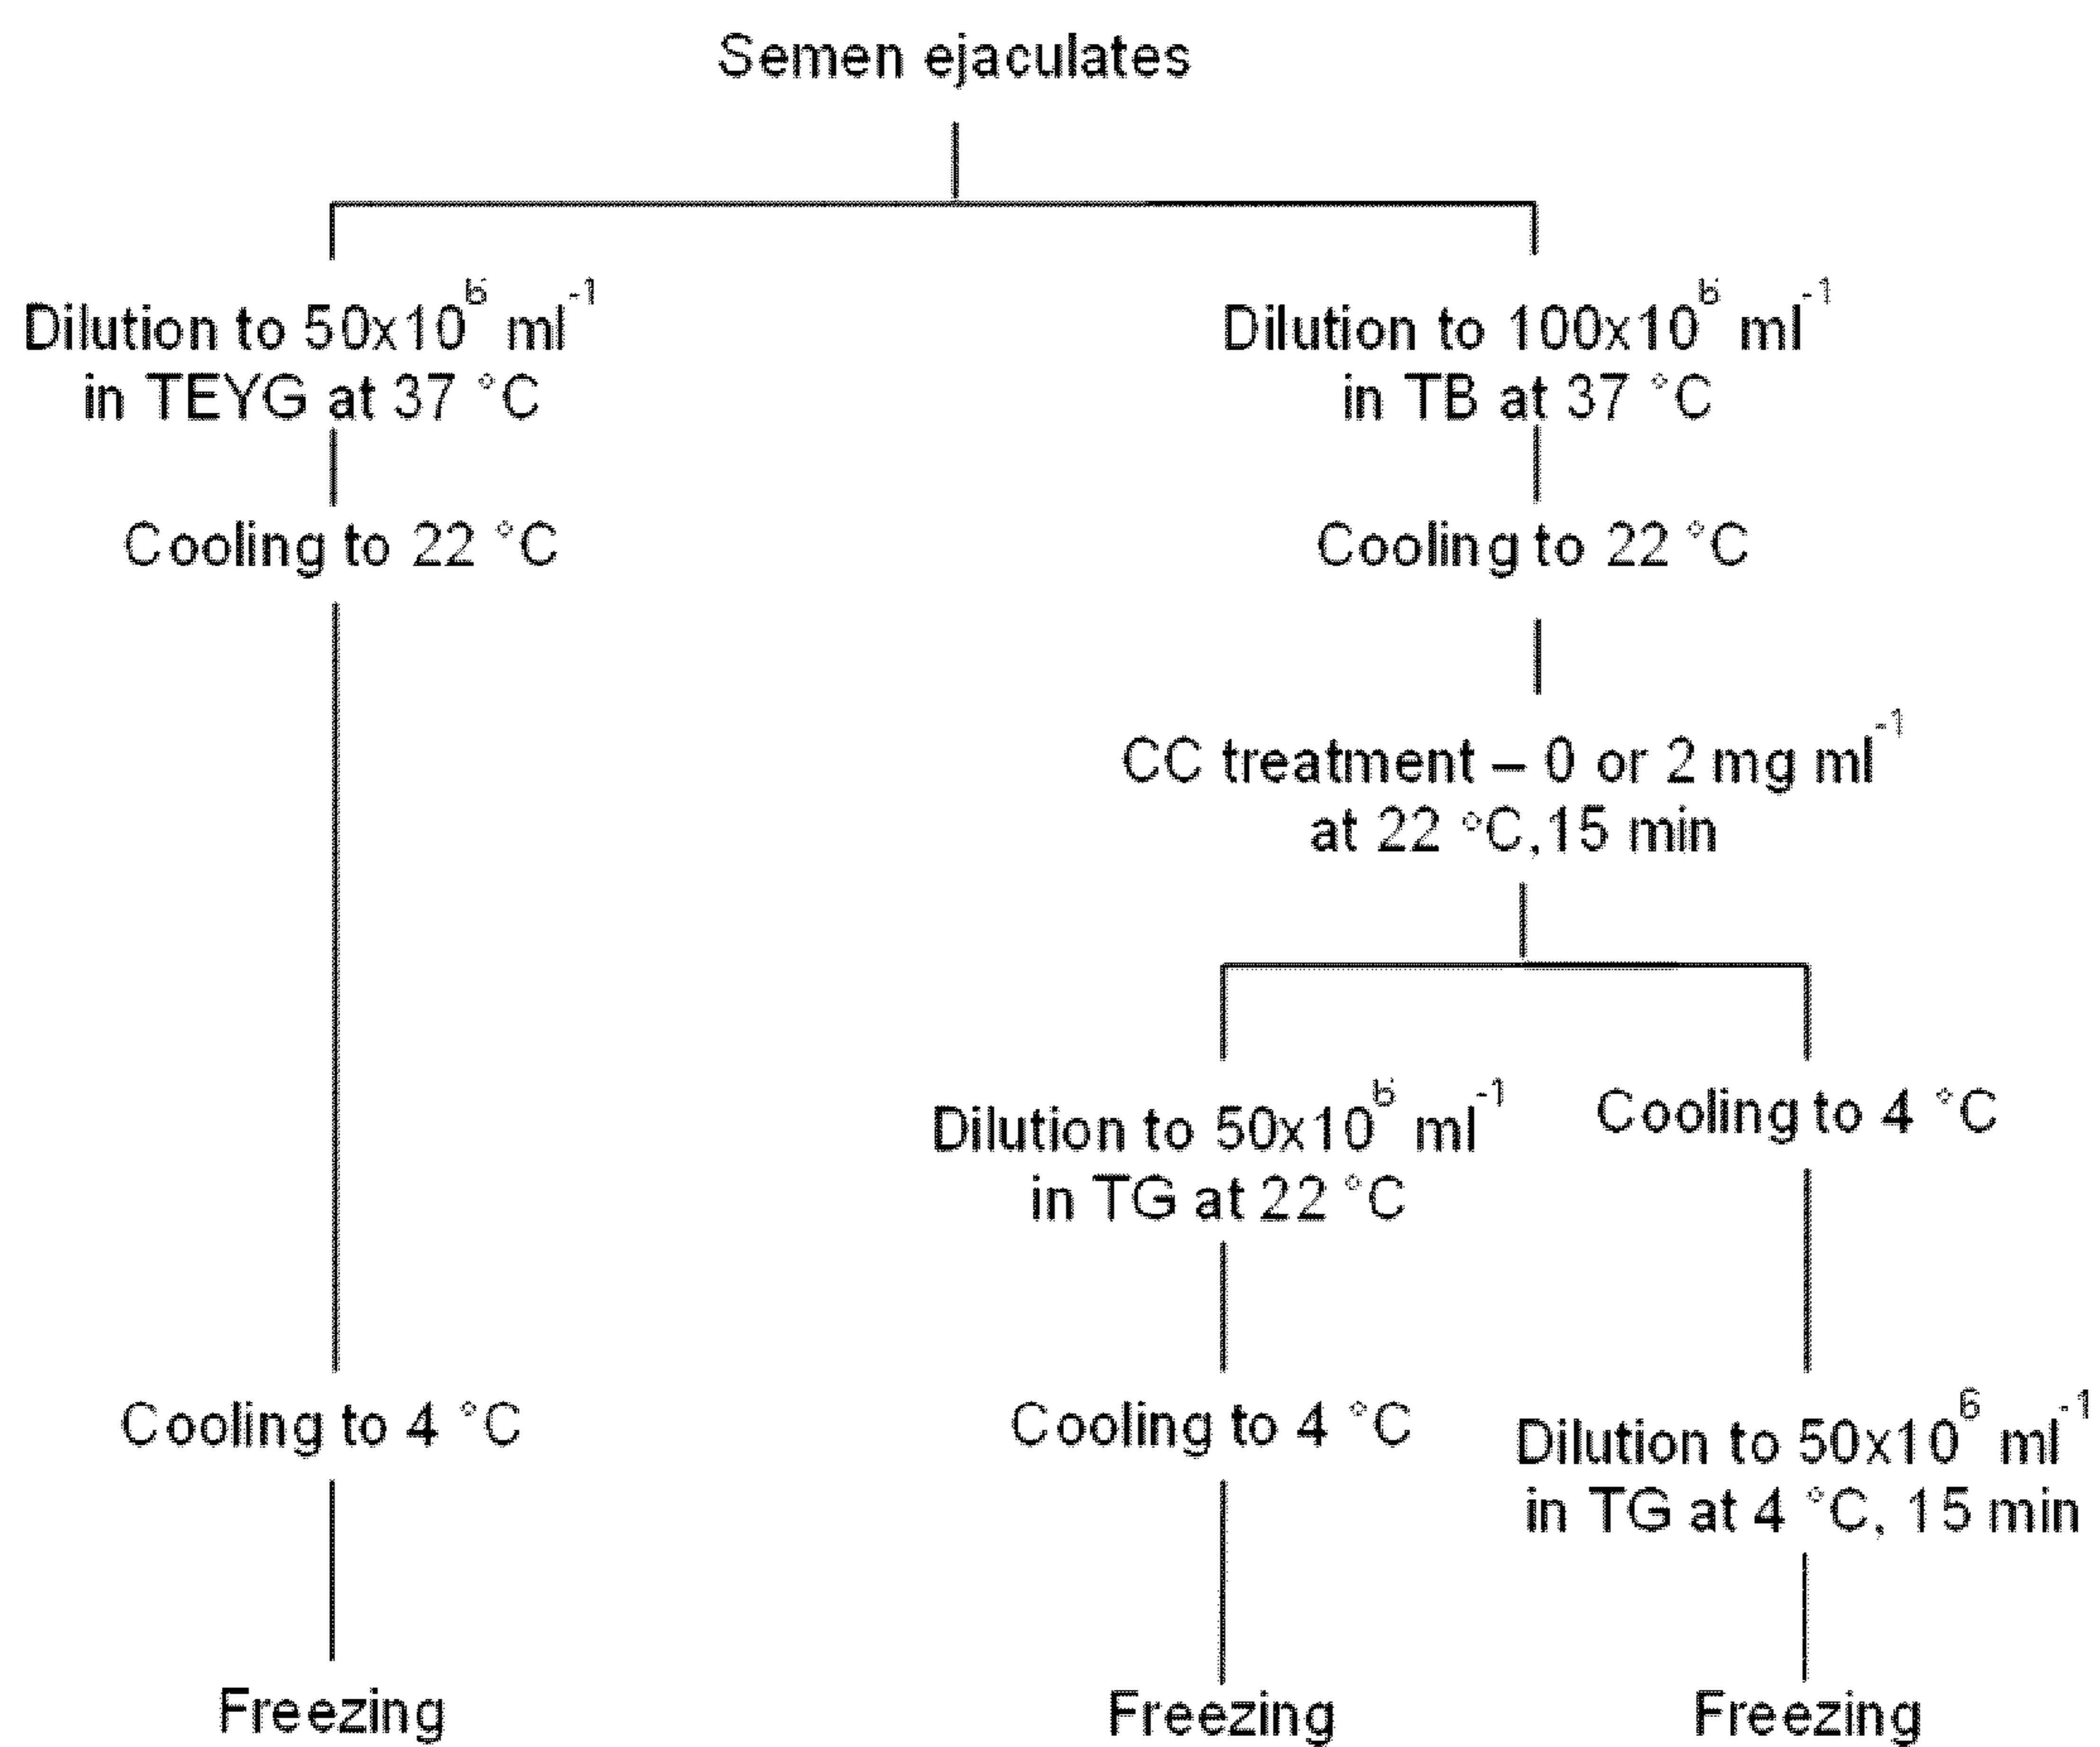 Semen ejaculates
Dilution to 50x10⁶ ml⁻¹
in TEYG at 37 °C
Cooling to 22 °C
Cooling to 4 °C
Freezing
Dilution to 100x10⁶ ml⁻¹
in TB at 37 °C
Cooling to 22 °C
CC treatment – 0 or 2 mg ml⁻¹
at 22 °C, 15 min
Dilution to 50x10⁶ ml⁻¹
in TG at 22 °C
Cooling to 4 °C
Freezing
Cooling to 4 °C
Dilution to 50x10⁶ ml⁻¹
in TG at 4 °C, 15 min
Freezing